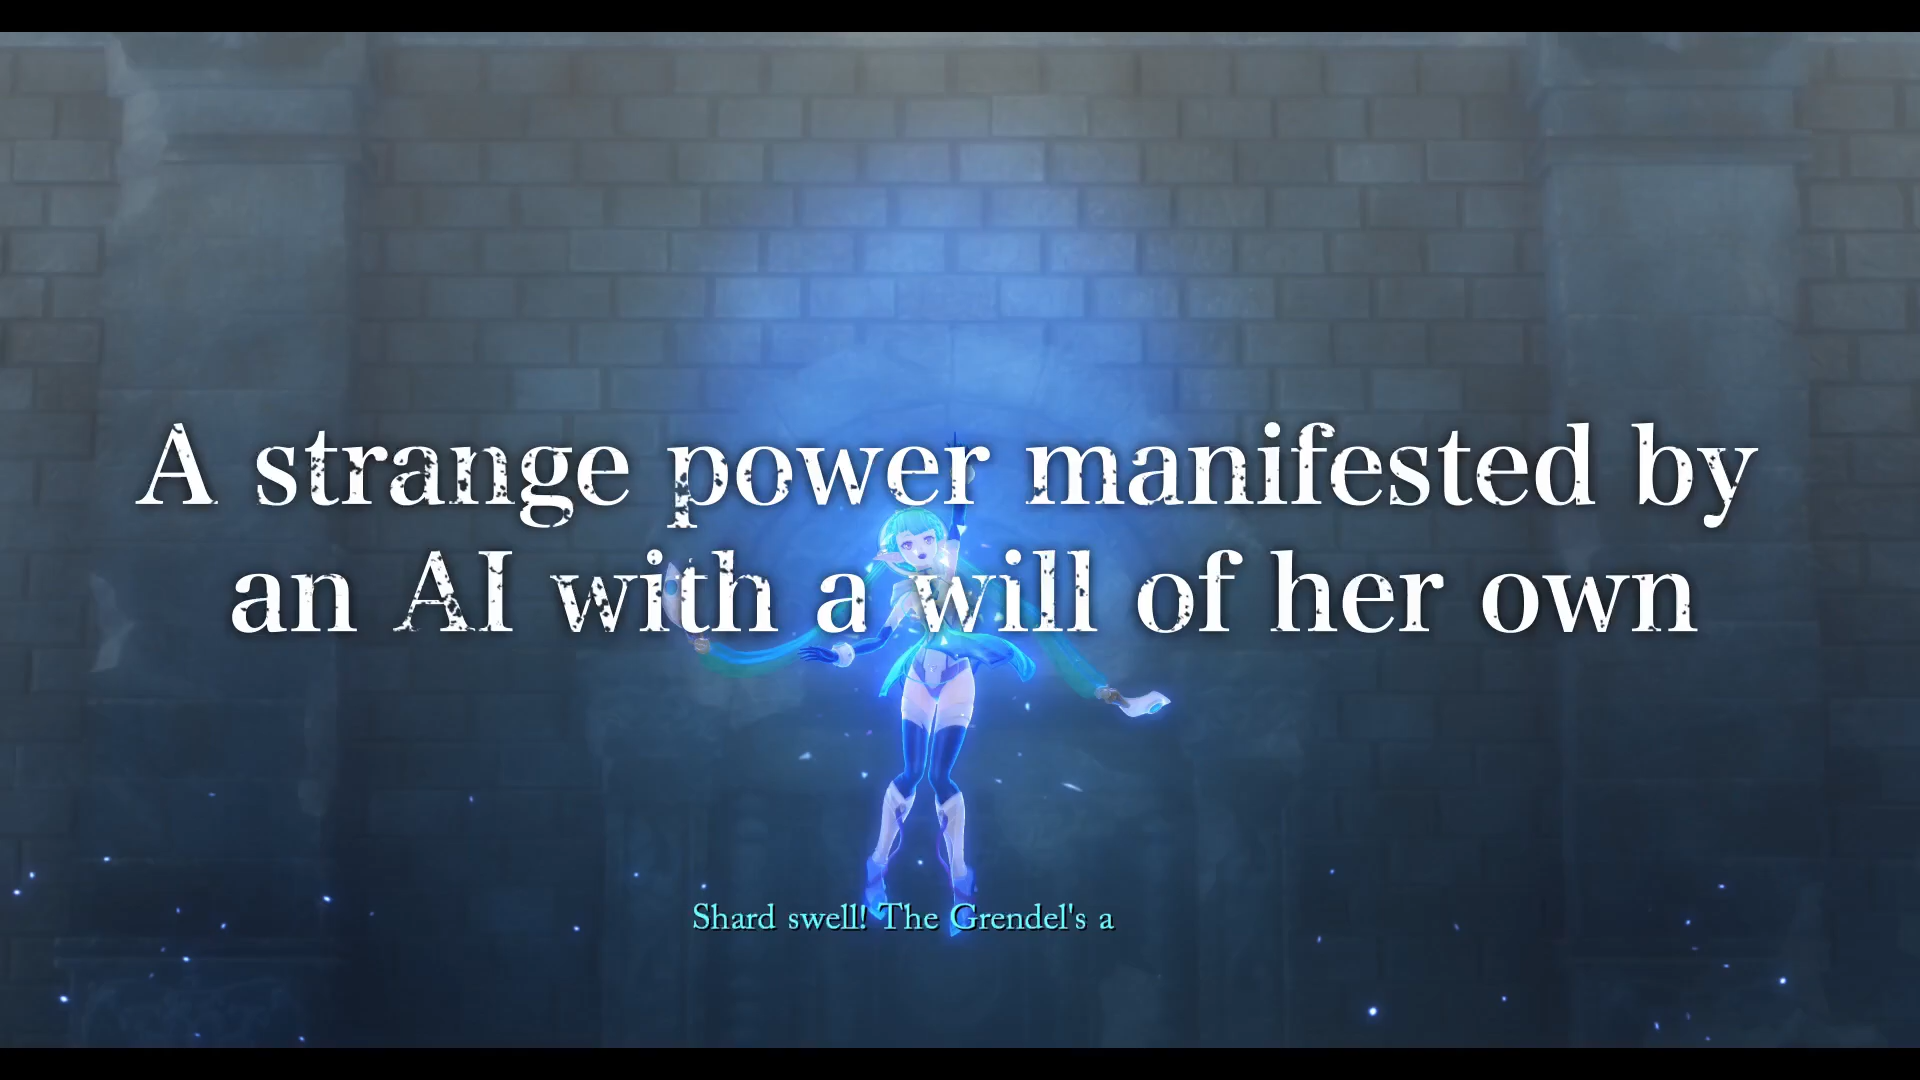 A strange power manifested by
an AI with a will of her own
Shard swell! The Grendel's a